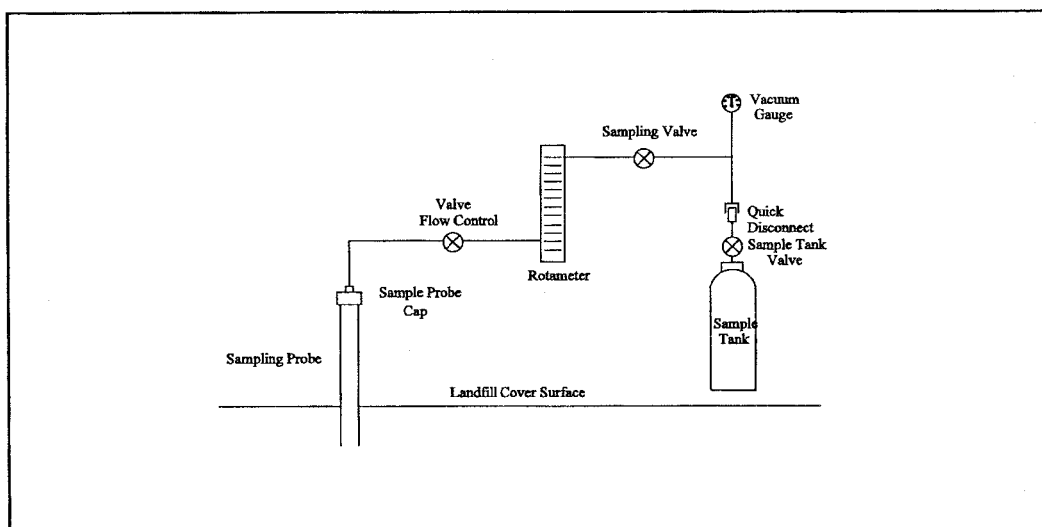 Vacuum
Gauge
Sampling Valve
Valve
Flow Control
Quick
Disconnect
Sample Tank
Valve
Rotameter
Sample Probe
Cap
Sample
Tank
Sampling Probe
Landfill Cover Surface